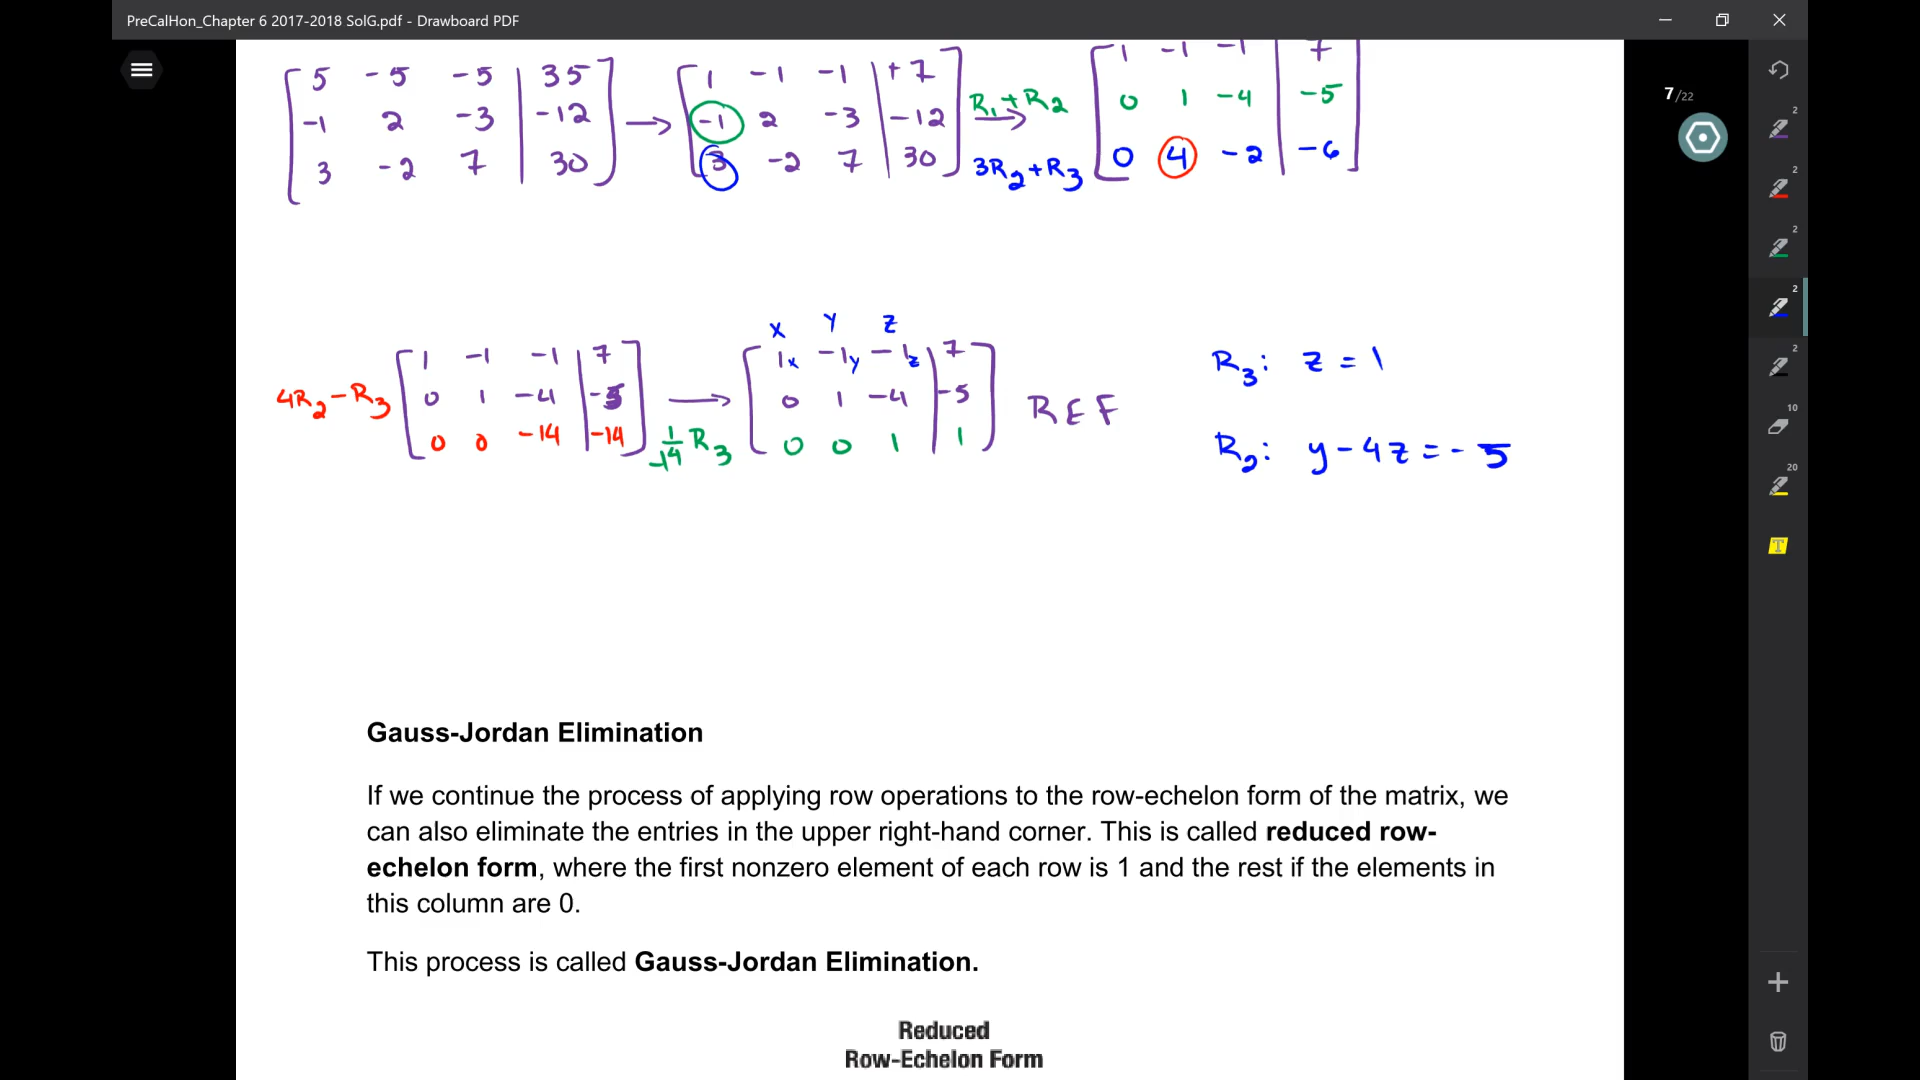 PreCalHon_Chapter 6 2017-2018 SolG.pdf - Drawboard PDF
7/22
5 -5 -5 | 35
-1 2 -3 | -12
3 -2 7 | 30
→
1 -1 -1 | +7
-1 2 -3 | -12
3 -2 7 | 30
R₁+R₂
→
3R₂+R₃
1 -1 -1 | 7
0 1 -4 | -5
0 4 -2 | -6
4R₂-R₃
1 -1 -1 | 7
0 1 -4 | -5
0 0 -14 | -14
→
1/-14 R₃
x y z
1x -1y -1z | 7
0 1 -4 | -5
0 0 1 | 1
REF
R₃: z = 1
R₂: y-4z=-5
Gauss-Jordan Elimination
If we continue the process of applying row operations to the row-echelon form of the matrix, we
can also eliminate the entries in the upper right-hand corner. This is called reduced row-
echelon form, where the first nonzero element of each row is 1 and the rest if the elements in
this column are 0.
This process is called Gauss-Jordan Elimination.
Reduced
Row-Echelon Form
2
2
2
2
2
10
20
T